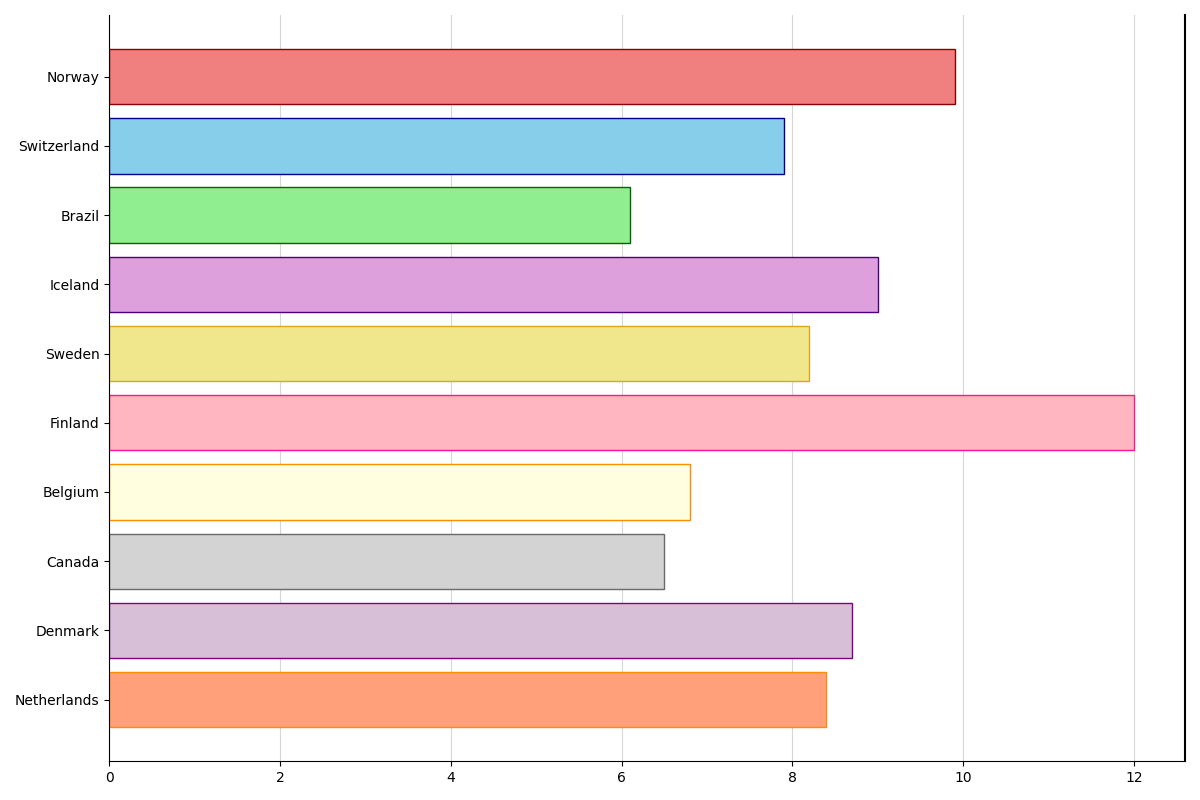 Norway
Switzerland
Brazil
Iceland
Sweden
Finland
Belgium
Canada
Denmark
Netherlands
0 2 4 6 8 10 12